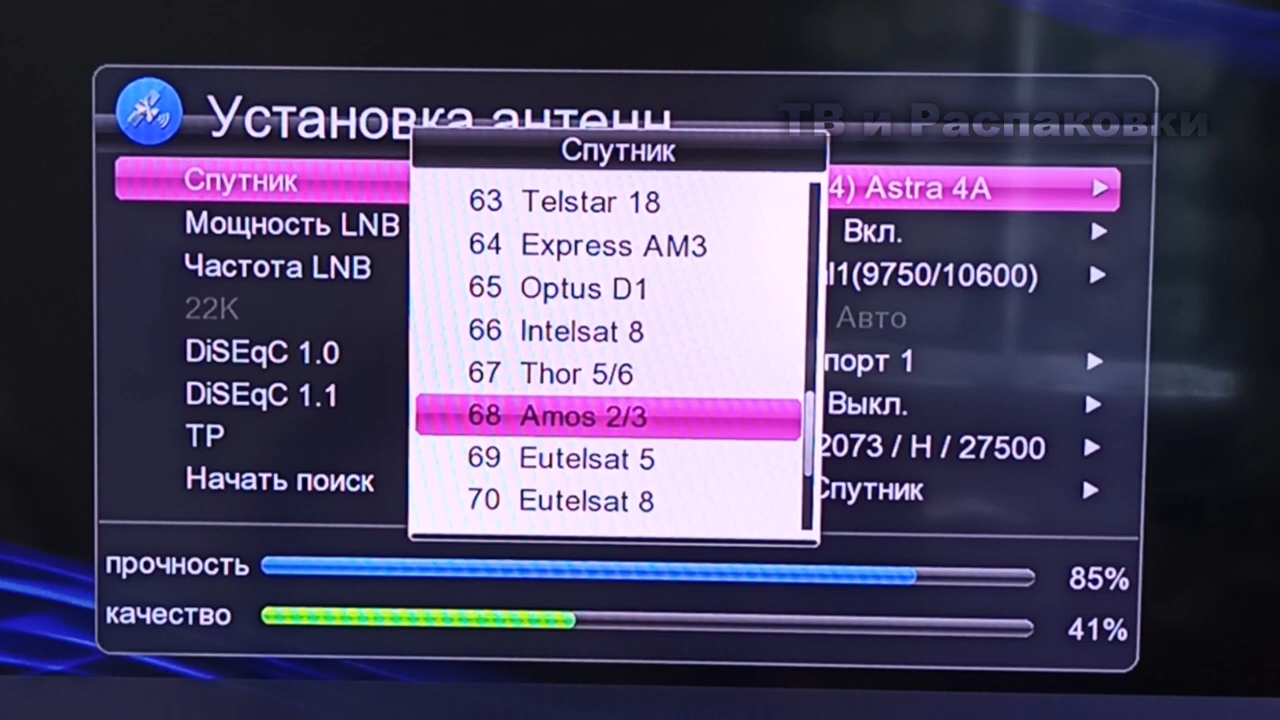 Установка антенн
ТВ и Распаковки
Спутник
Спутник
4) Astra 4A
Мощность LNB
Вкл.
Частота LNB
l1(9750/10600)
22K
Авто
DiSEqC 1.0
порт 1
DiSEqC 1.1
Выкл.
TP
2073 / H / 27500
Начать поиск
Спутник
63 Telstar 18
64 Express AM3
65 Optus D1
66 Intelsat 8
67 Thor 5/6
68 Amos 2/3
69 Eutelsat 5
70 Eutelsat 8
прочность
85%
качество
41%